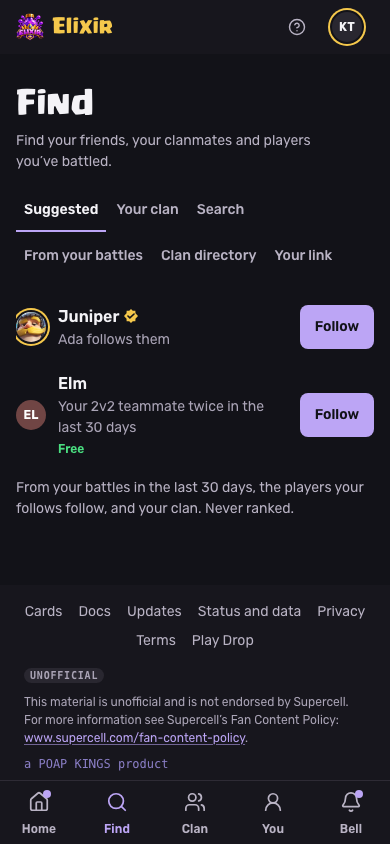 Elixir
KT
Find
Find your friends, your clanmates and players
you've battled.
Suggested Your clan Search
From your battles Clan directory Your link
Juniper
Ada follows them
Follow
EL
Elm
Your 2v2 teammate twice in the
last 30 days
Free
Follow
From your battles in the last 30 days, the players your
follows follow, and your clan. Never ranked.
Cards Docs Updates Status and data Privacy
Terms Play Drop
UNOFFICIAL
This material is unofficial and is not endorsed by Supercell.
For more information see Supercell's Fan Content Policy:
www.supercell.com/fan-content-policy.
a POAP KINGS product
Home Find Clan You Bell